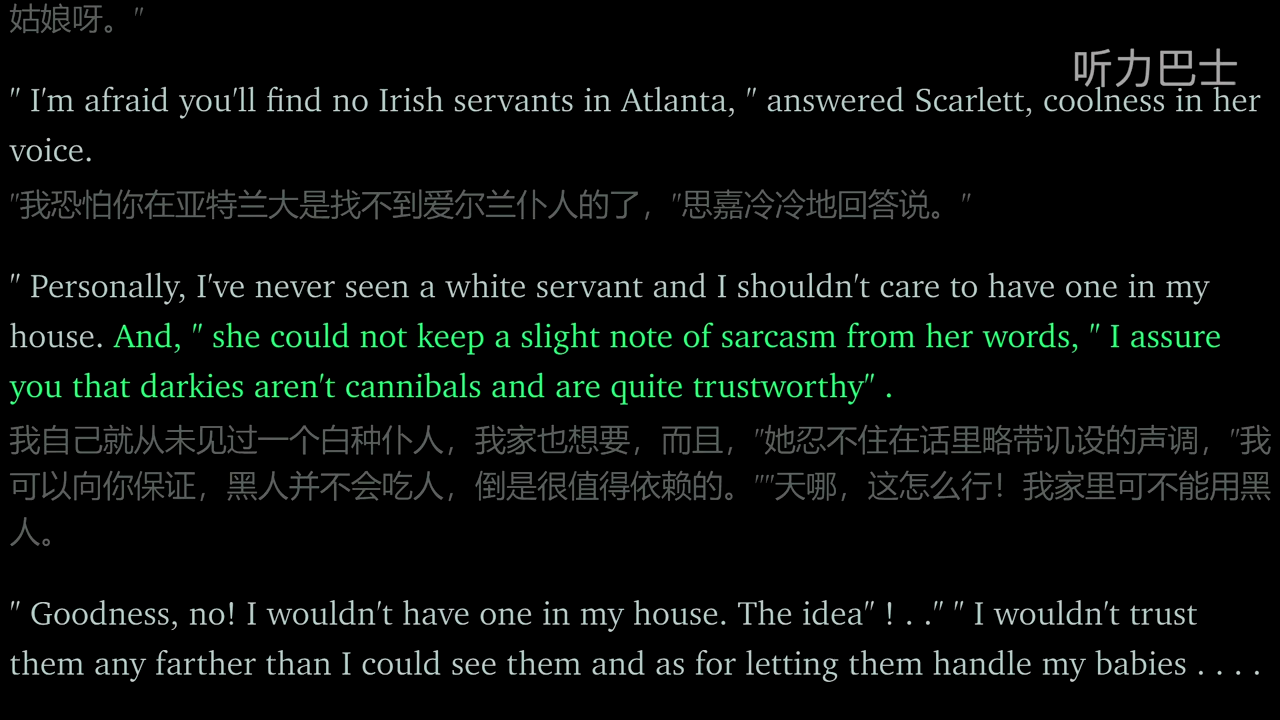 姑娘呀。"
听力巴士
" I'm afraid you'll find no Irish servants in Atlanta, " answered Scarlett, coolness in her
voice.
"我恐怕你在亚特兰大是找不到爱尔兰仆人的了，"思嘉冷冷地回答说。"
" Personally, I've never seen a white servant and I shouldn't care to have one in my
house. And, " she could not keep a slight note of sarcasm from her words, " I assure
you that darkies aren't cannibals and are quite trustworthy" .
我自己就从未见过一个白种仆人，我家也想要，而且，"她忍不住在话里略带讥设的声调，"我
可以向你保证，黑人并不会吃人，倒是很值得依赖的。""天哪，这怎么行！我家里可不能用黑
人。
" Goodness, no! I wouldn't have one in my house. The idea" ! . ." " I wouldn't trust
them any farther than I could see them and as for letting them handle my babies . . . .